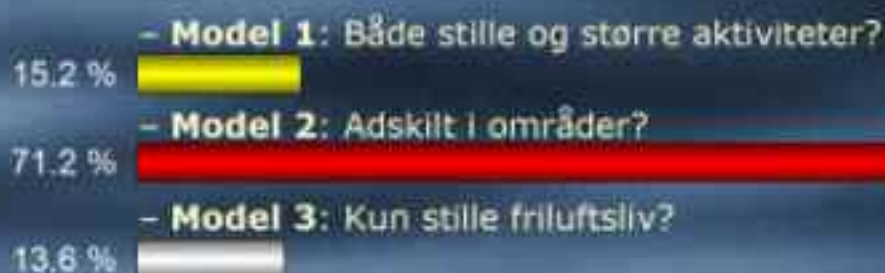 – Model 1: Både stille og større aktiviteter?
15.2 %
– Model 2: Adskilt i områder?
71.2 %
– Model 3: Kun stille friluftsliv?
13.6 %